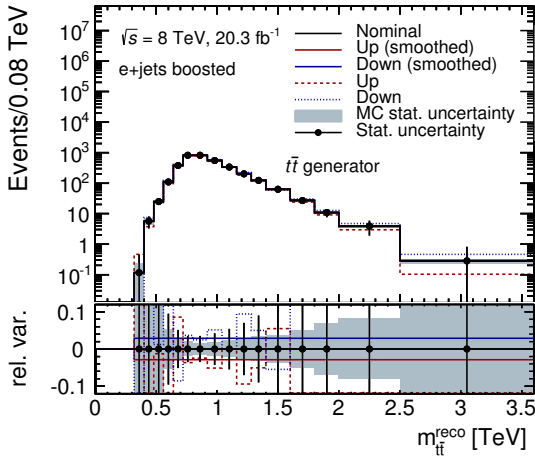 Events/0.08 TeV
√s = 8 TeV, 20.3 fb⁻¹
e+jets boosted
Nominal
Up (smoothed)
Down (smoothed)
Up
Down
MC stat. uncertainty
Stat. uncertainty
tt̄ generator
10⁷
10⁶
10⁵
10⁴
10³
10²
10
1
10⁻¹
rel. var.
0.1
0
-0.1
0 0.5 1 1.5 2 2.5 3 3.5
m_{tt̄}^{reco} [TeV]